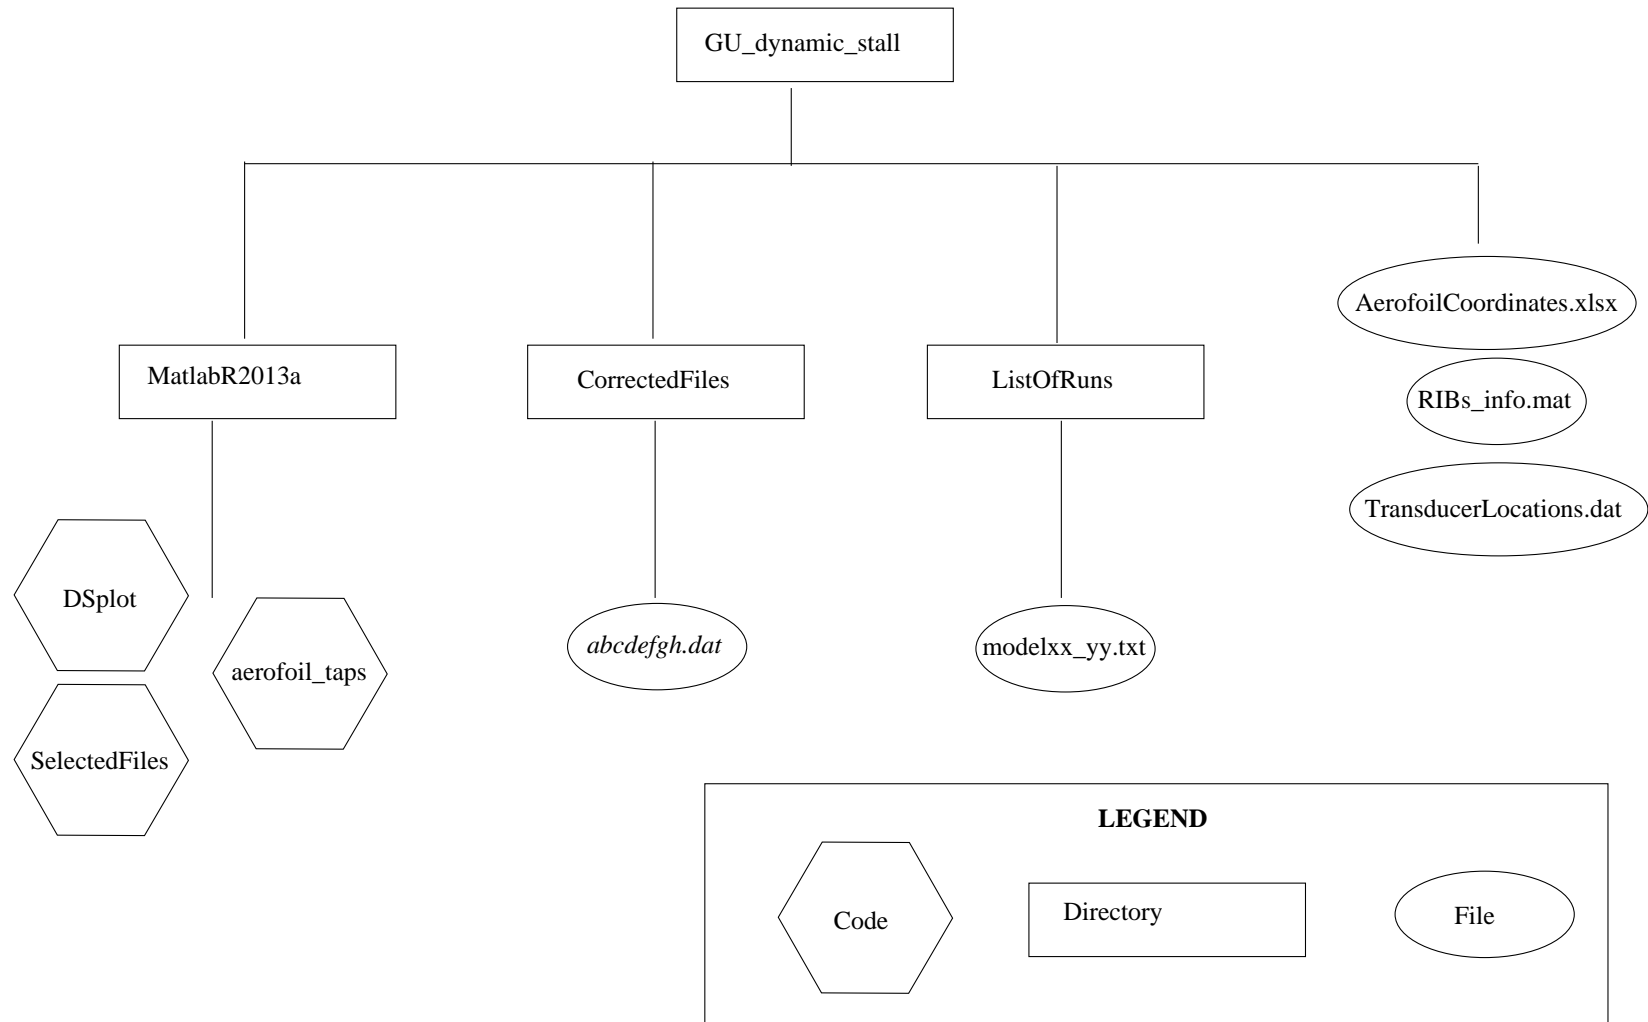 GU_dynamic_stall
MatlabR2013a
CorrectedFiles
ListOfRuns
AerofoilCoordinates.xlsx
RIBs_info.mat
TransducerLocations.dat
DSplot
aerofoil_taps
SelectedFiles
abcdefgh.dat
modelxx_yy.txt
LEGEND
Code
Directory
File